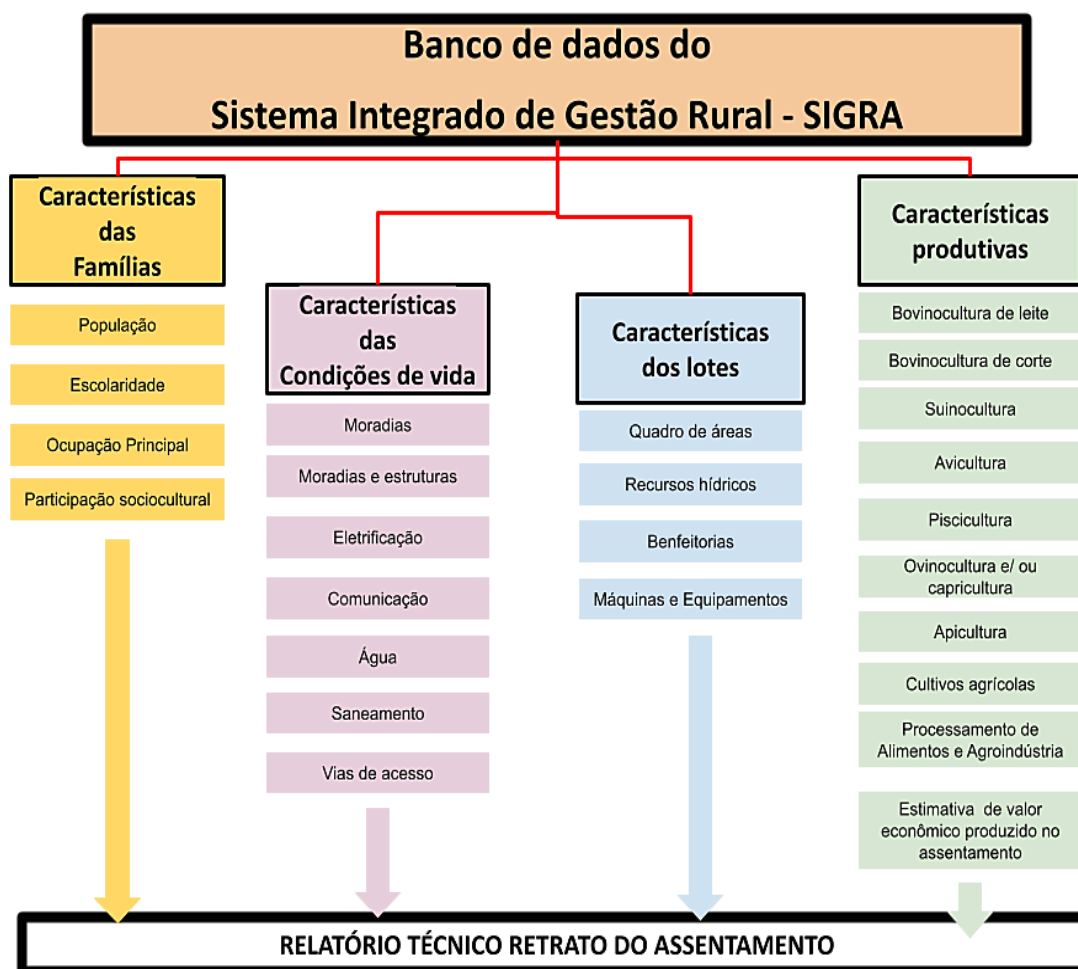 Banco de dados do
Sistema Integrado de Gestão Rural - SIGRA
Características
das
Famílias
População
Escolaridade
Ocupação Principal
Participação sociocultural
Características
das
Condições de vida
Moradias
Moradias e estruturas
Eletrificação
Comunicação
Água
Saneamento
Vias de acesso
Características
dos lotes
Quadro de áreas
Recursos hídricos
Benfeitorias
Máquinas e Equipamentos
Características
produtivas
Bovinocultura de leite
Bovinocultura de corte
Suinocultura
Avicultura
Piscicultura
Ovinocultura e/ ou
capricultura
Apicultura
Cultivos agrícolas
Processamento de
Alimentos e Agroindústria
Estimativa de valor
econômico produzido no
assentamento
RELATÓRIO TÉCNICO RETRATO DO ASSENTAMENTO